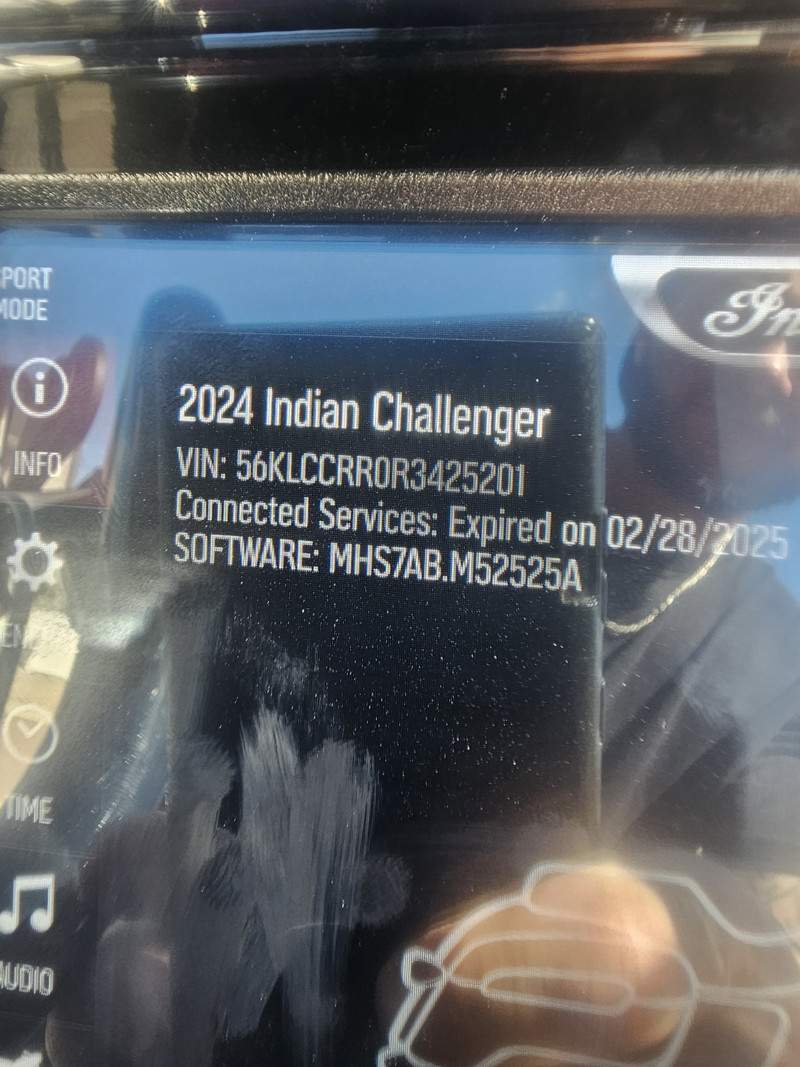 SPORT
MODE
INFO
2024 Indian Challenger
VIN: 56KLCCRR0R3425201
Connected Services: Expired on 02/28/2025
SOFTWARE: MHS7AB.M52525A
TIME
AUDIO